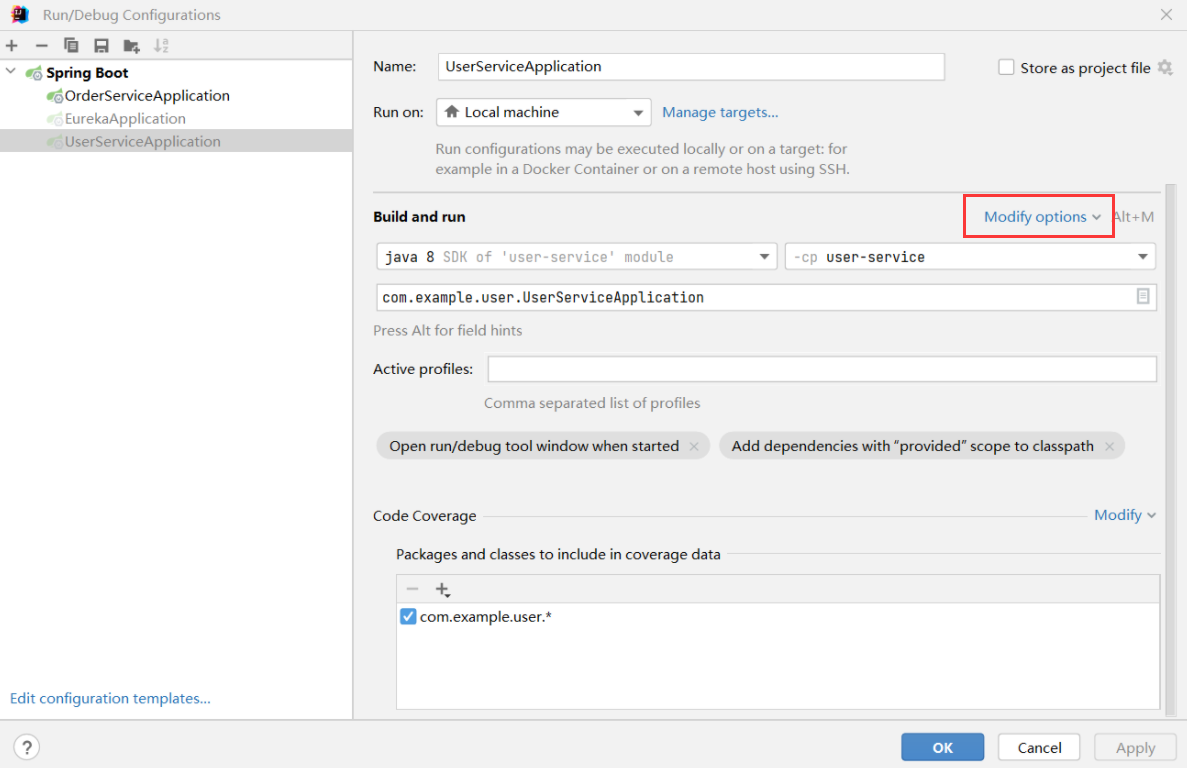 Run/Debug Configurations
Spring Boot
OrderServiceApplication
EurekaApplication
UserServiceApplication
Edit configuration templates...
Name: UserServiceApplication Store as project file
Run on: Local machine Manage targets...
Run configurations may be executed locally or on a target: for
example in a Docker Container or on a remote host using SSH.
Build and run Modify options Alt+M
java 8 SDK of 'user-service' module -cp user-service
com.example.user.UserServiceApplication
Press Alt for field hints
Active profiles:
Comma separated list of profiles
Open run/debug tool window when started × Add dependencies with “provided” scope to classpath ×
Code Coverage Modify
Packages and classes to include in coverage data
com.example.user.*
? OK Cancel Apply